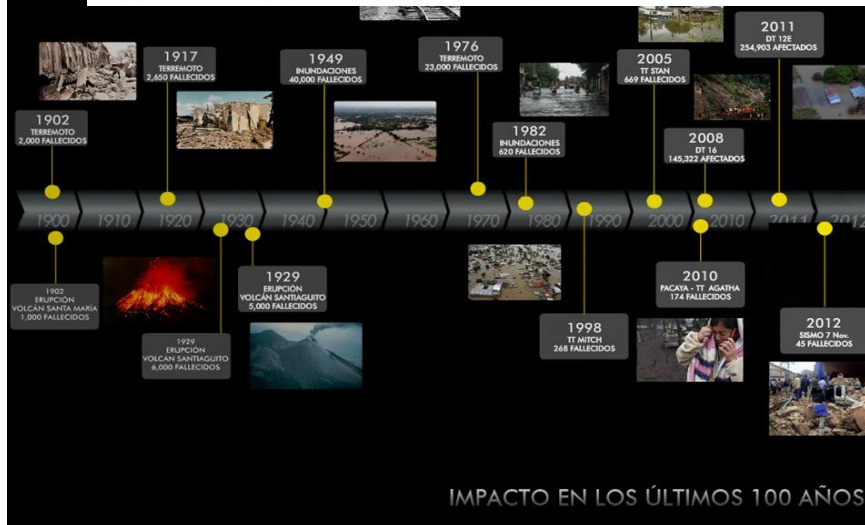 1976
TERREMOTO
23,000 FALLECIDOS
2011
DT 12E
254,903 AFECTADOS
1917
TERREMOTO
2,650 FALLECIDOS
1949
INUNDACIONES
40,000 FALLECIDOS
2005
TT STAN
669 FALLECIDOS
1902
TERREMOTO
2,000 FALLECIDOS
1982
INUNDACIONES
620 FALLECIDOS
2008
DT 16
145,322 AFECTADOS
1900 1910 1920 1930 1940 1950 1960 1970 1980 1990 2000 2010 2011 2012
1902
ERUPCIÓN
VOLCÁN SANTA MARÍA
1,000 FALLECIDOS
1929
ERUPCIÓN
VOLCÁN SANTIAGUITO
5,000 FALLECIDOS
2010
PACAYA - TT AGATHA
174 FALLECIDOS
1929
ERUPCIÓN
VOLCÁN SANTIAGUITO
6,000 FALLECIDOS
1998
TT MITCH
268 FALLECIDOS
2012
SISMO 7 Nov.
45 FALLECIDOS
IMPACTO EN LOS ÚLTIMOS 100 AÑOS